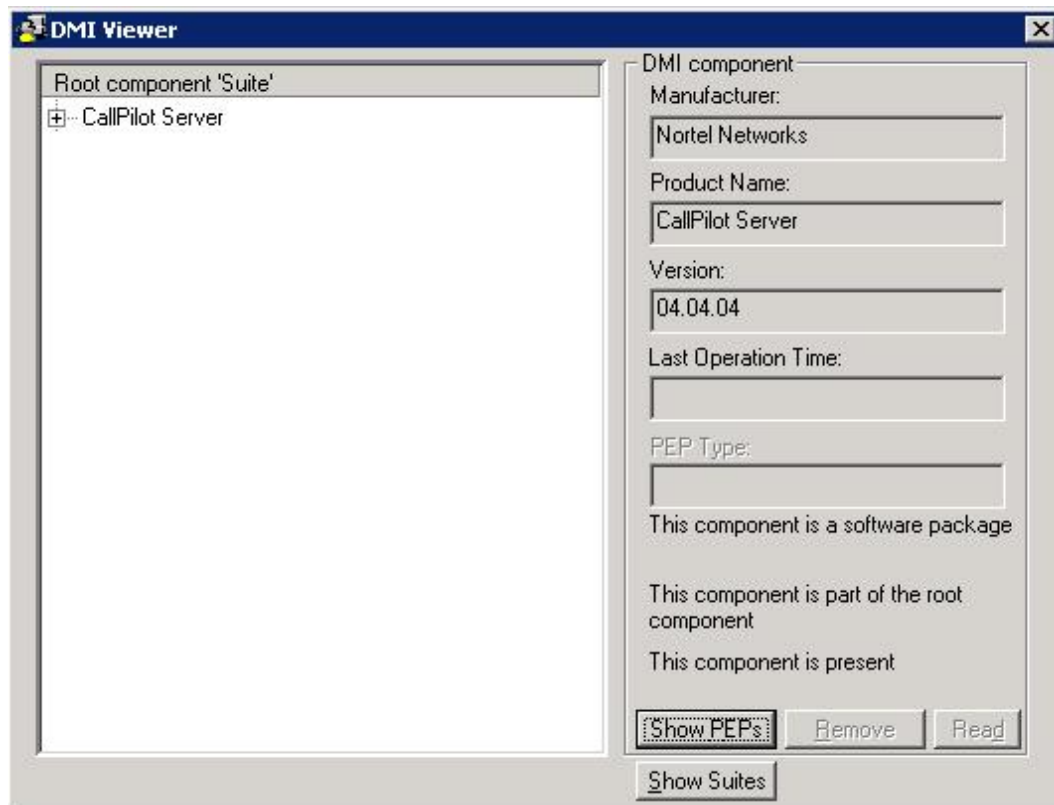 DMI Viewer
Root component 'Suite'
CallPilot Server
DMI component
Manufacturer:
Nortel Networks
Product Name:
CallPilot Server
Version:
04.04.04
Last Operation Time:
PEP Type:
This component is a software package
This component is part of the root
component
This component is present
Show PEPs
Remove
Read
Show Suites